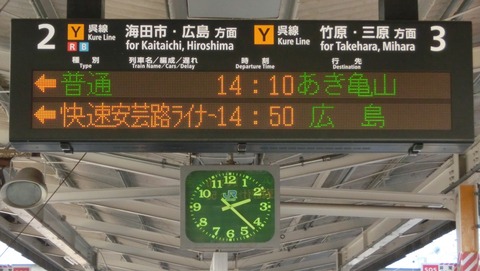 2 Y 呉線 Kure Line R B 海田市・広島 方面 for Kaitaichi, Hiroshima
Y 呉線 Kure Line 竹原・三原 方面 for Takehara, Mihara 3
種別 Class 列車名/編成/遅れ Train Name/Cars/Delay 時刻 Departure Time 行先 Destination
← 普通 14:10 あき亀山
← 快速安芸路ライナー 14:50 広島
12 1 2 3 4 5 6 7 8 9 10 11
JR